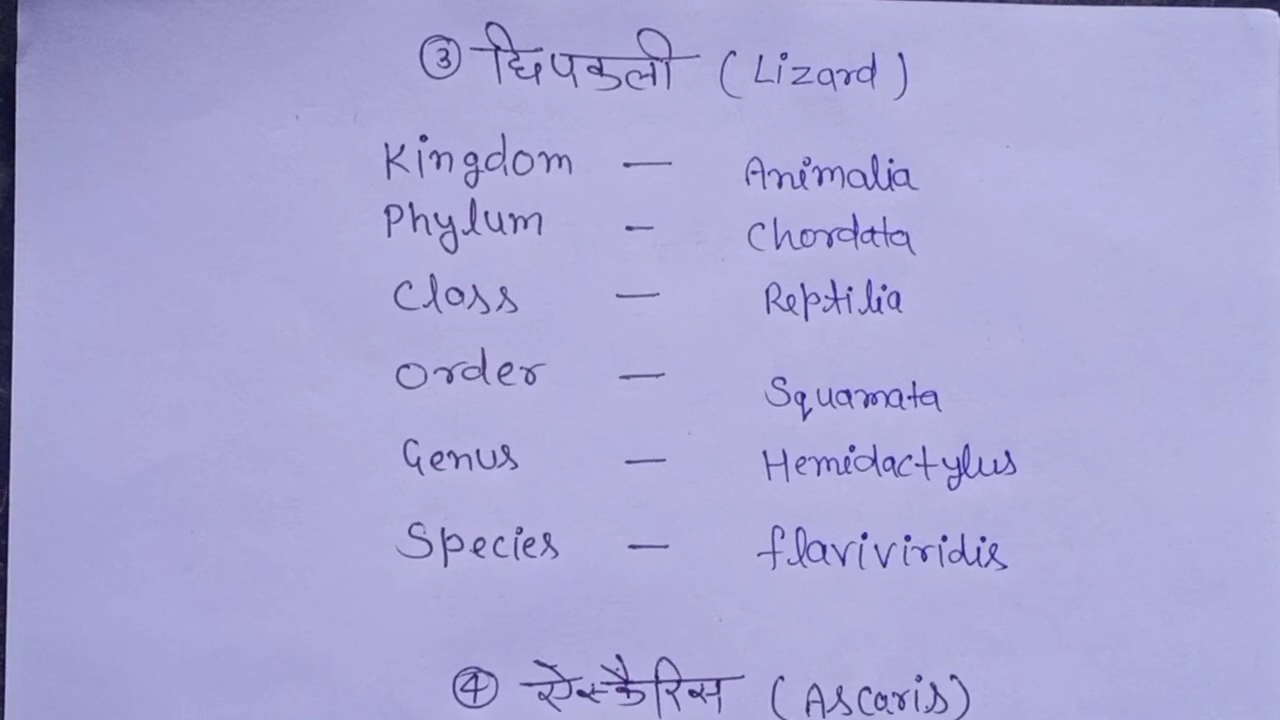 ③ छिपकली (Lizard)
Kingdom — Animalia
Phylum – Chordata
Class — Reptilia
Order — Squamata
Genus — Hemidactylus
Species — flaviviridis
④ ऐस्कैरिस (Ascaris)